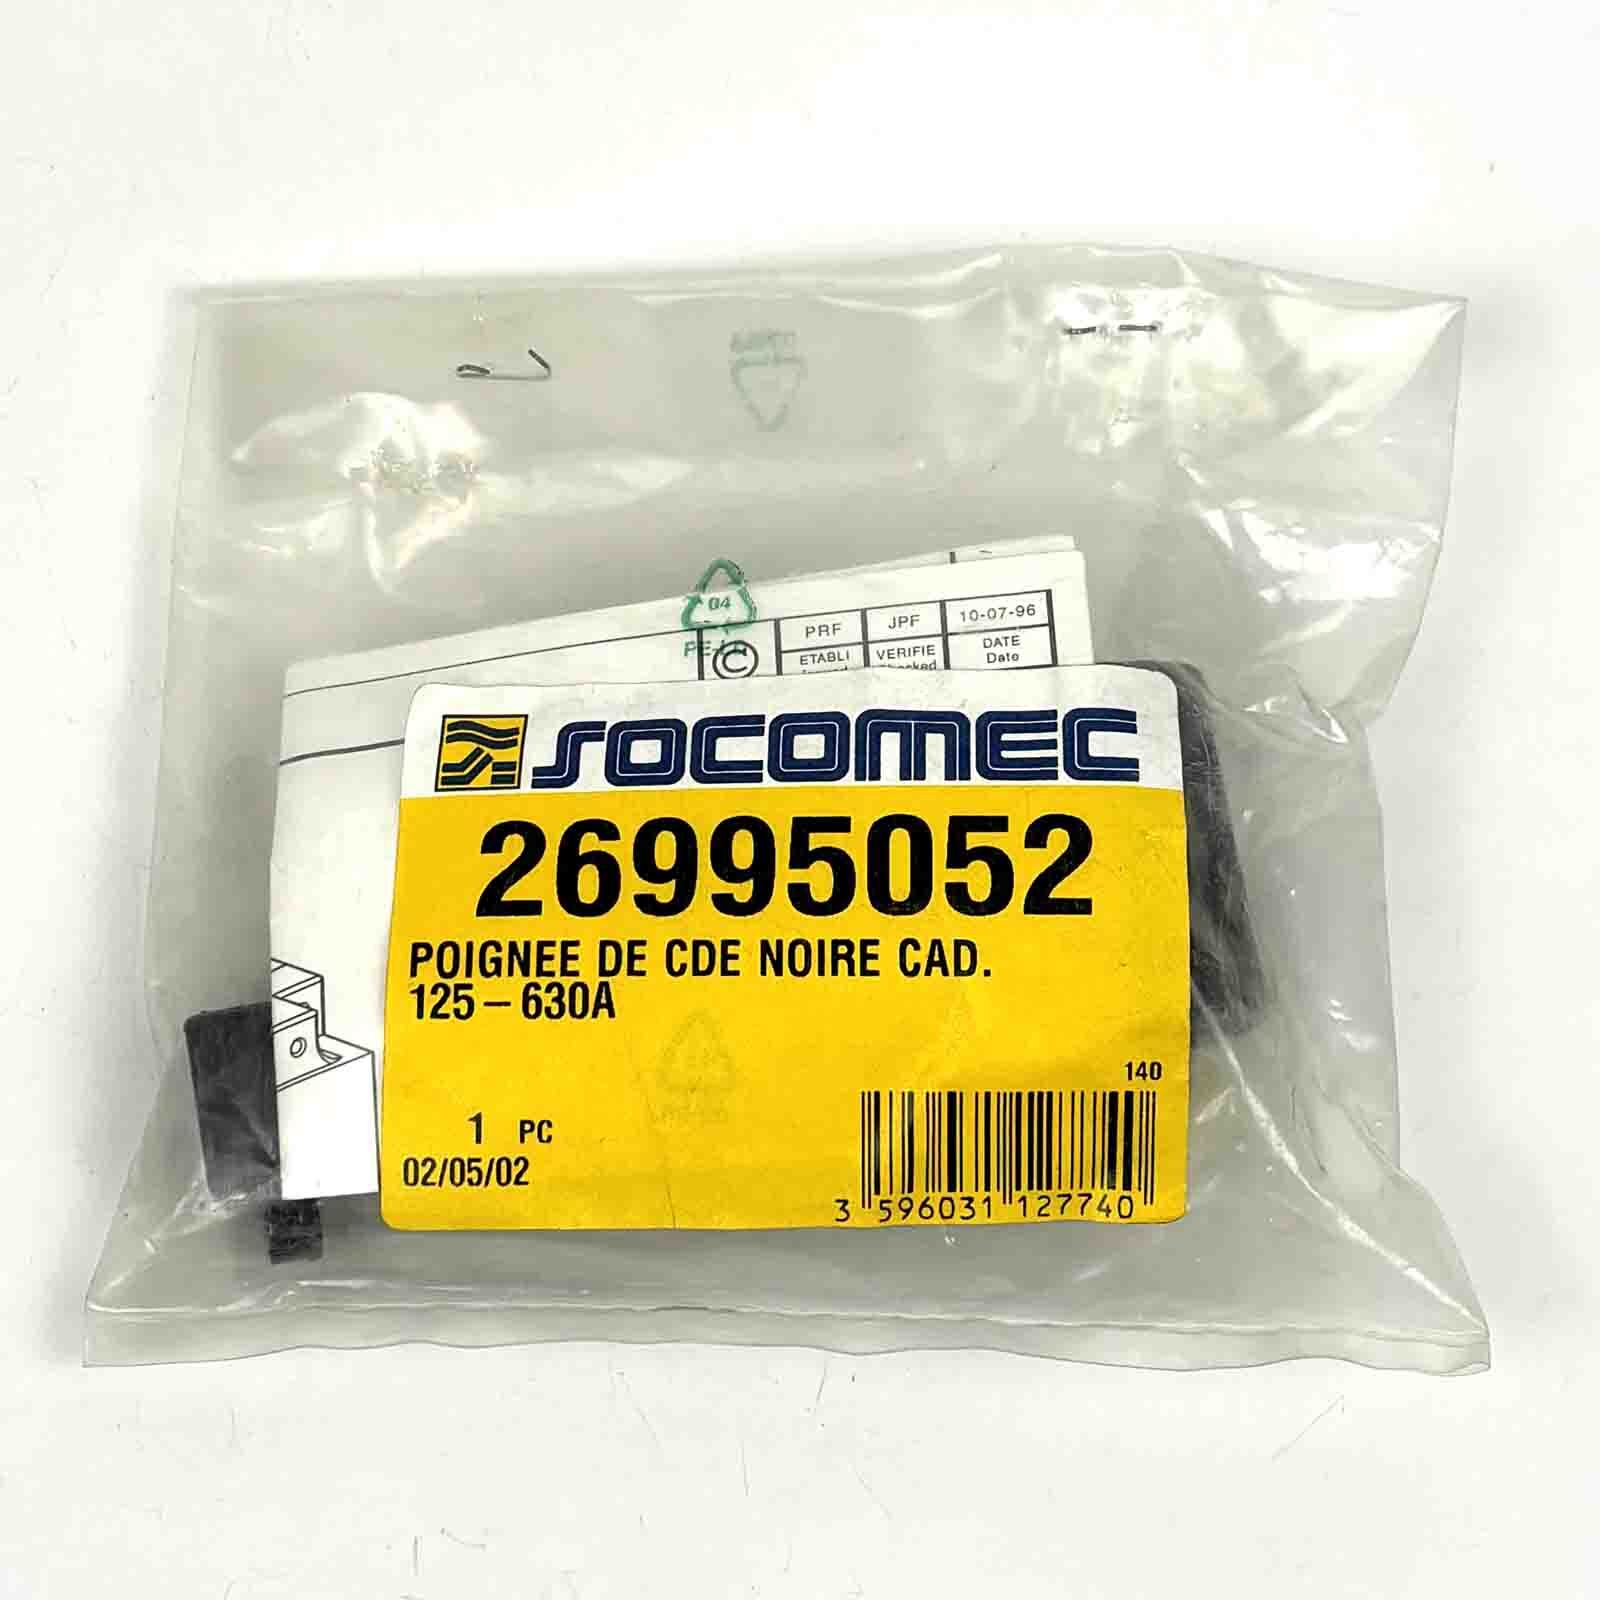 04
PRF JPF 10-07-96
© ETABLI VERIFIE DATE
Date
SOCOMEC
26995052
POIGNEE DE CDE NOIRE CAD.
125-630A
140
1 PC
02/05/02
3 596031 127740